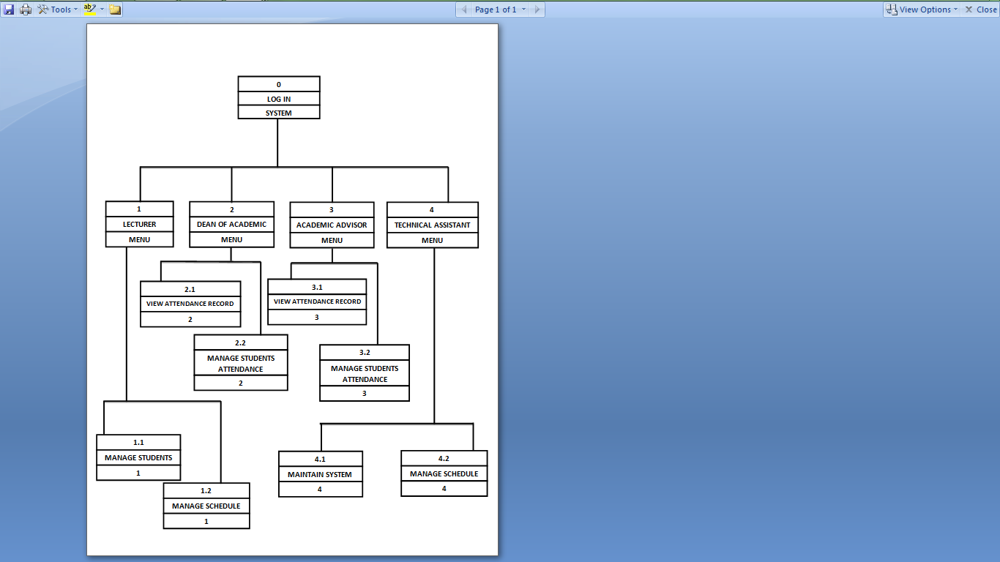 Tools
ab
Page 1 of 1
View Options
Close
0
LOG IN
SYSTEM
1
LECTURER
MENU
2
DEAN OF ACADEMIC
MENU
3
ACADEMIC ADVISOR
MENU
4
TECHNICAL ASSISTANT
MENU
2.1
VIEW ATTENDANCE RECORD
2
3.1
VIEW ATTENDANCE RECORD
3
2.2
MANAGE STUDENTS
ATTENDANCE
2
3.2
MANAGE STUDENTS
ATTENDANCE
3
1.1
MANAGE STUDENTS
1
1.2
MANAGE SCHEDULE
1
4.1
MAINTAIN SYSTEM
4
4.2
MANAGE SCHEDULE
4